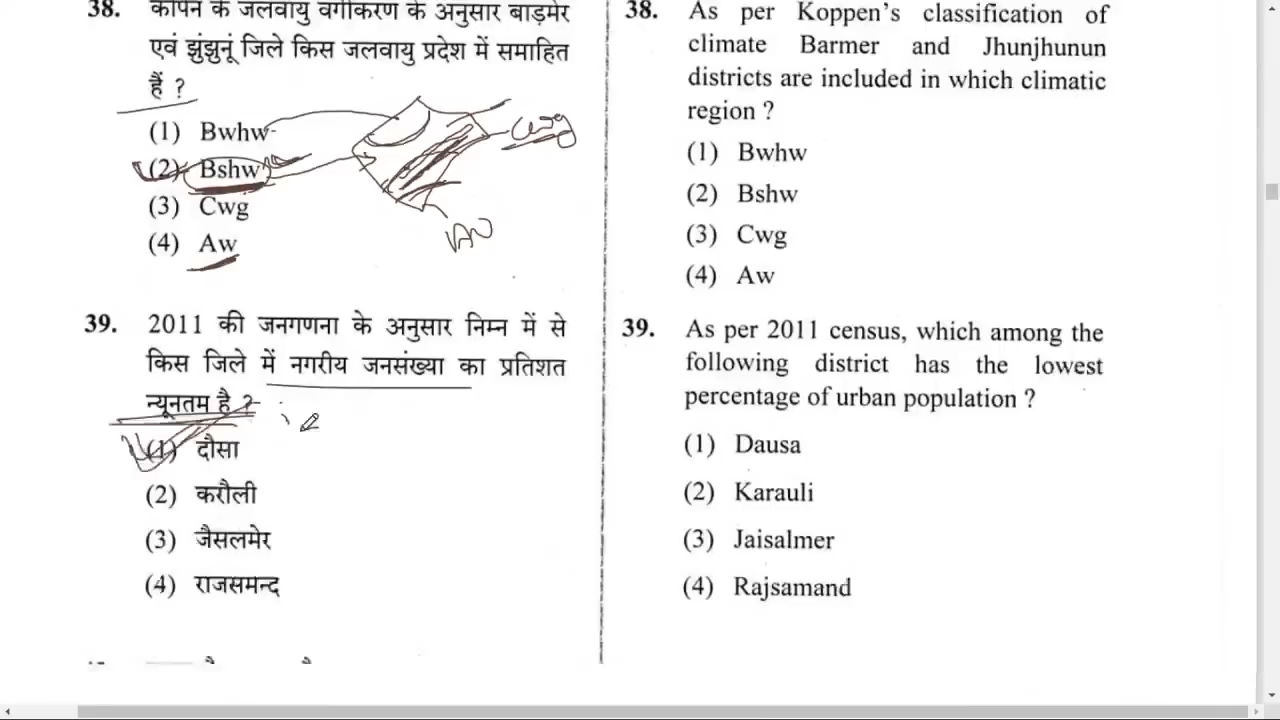 38. कोपेन के जलवायु वर्गीकरण के अनुसार बाड़मेर
एवं झुंझुनूं जिले किस जलवायु प्रदेश में समाहित
हैं ?
(1) Bwhw
(2) Bshw
(3) Cwg
(4) Aw
Cwg
AW
39. 2011 की जनगणना के अनुसार निम्न में से
किस जिले में नगरीय जनसंख्या का प्रतिशत
न्यूनतम है ?
(1) दौसा
(2) करौली
(3) जैसलमेर
(4) राजसमन्द
38. As per Koppen's classification of
climate Barmer and Jhunjhunun
districts are included in which climatic
region ?
(1) Bwhw
(2) Bshw
(3) Cwg
(4) Aw
39. As per 2011 census, which among the
following district has the lowest
percentage of urban population ?
(1) Dausa
(2) Karauli
(3) Jaisalmer
(4) Rajsamand